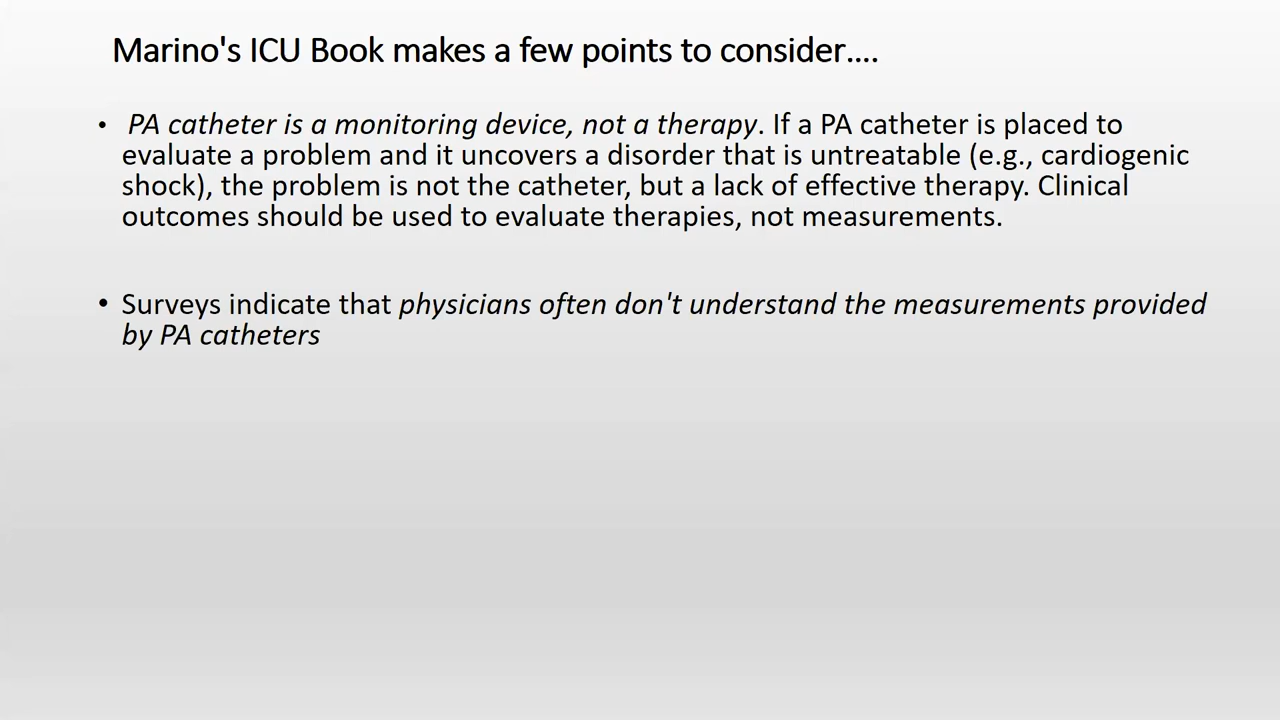 Marino's ICU Book makes a few points to consider....
• PA catheter is a monitoring device, not a therapy. If a PA catheter is placed to
evaluate a problem and it uncovers a disorder that is untreatable (e.g., cardiogenic
shock), the problem is not the catheter, but a lack of effective therapy. Clinical
outcomes should be used to evaluate therapies, not measurements.
• Surveys indicate that physicians often don't understand the measurements provided
by PA catheters